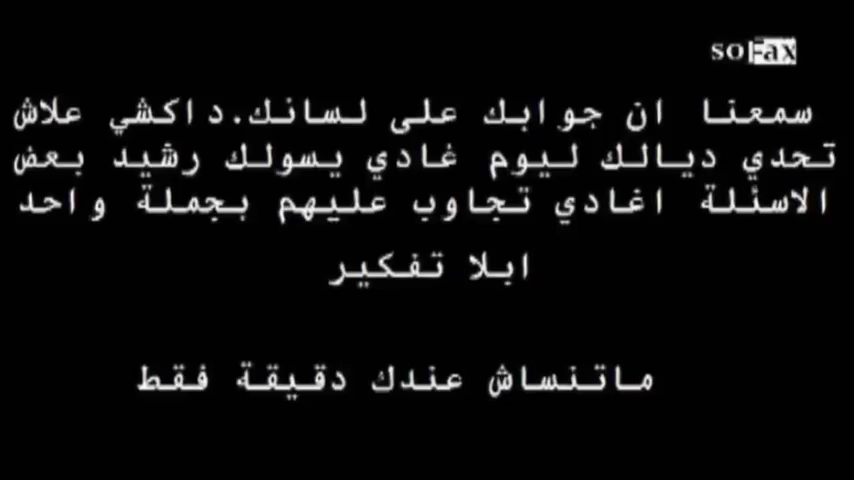 soFax
سمعنا ان جوابك على لسانك.داكشي علاش
تحدي ديالك ليوم غادي يسولك رشيد بعض
الاسئلة اغادي تجاوب عليهم بجملة واحد
ابلا تفكير
ماتنساش عندك دقيقة فقط